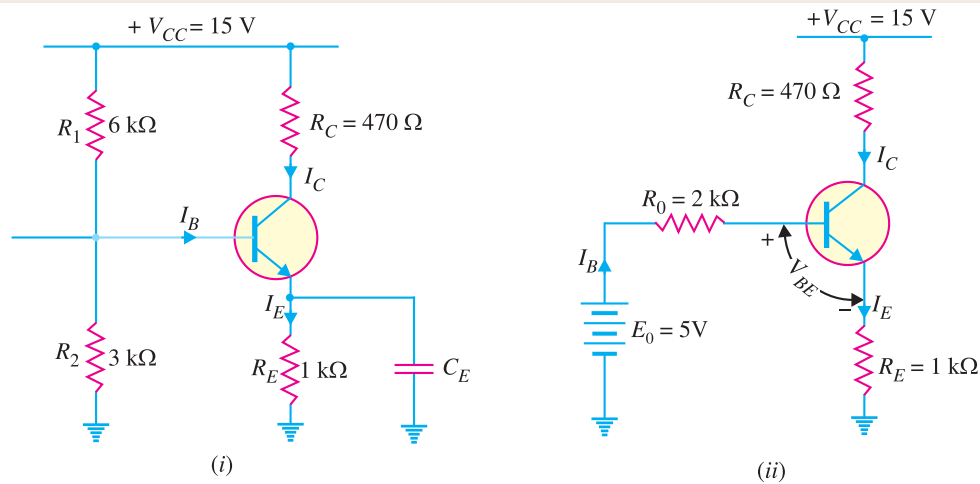 + V_CC = 15 V
R_1 6 kΩ
R_C = 470 Ω
I_C
I_B
I_E
R_2 3 kΩ
R_E 1 kΩ
C_E
(i)
+V_CC = 15 V
R_C = 470 Ω
I_C
R_0 = 2 kΩ
+
V_BE
–
I_B
I_E
E_0 = 5V
R_E = 1 kΩ
(ii)